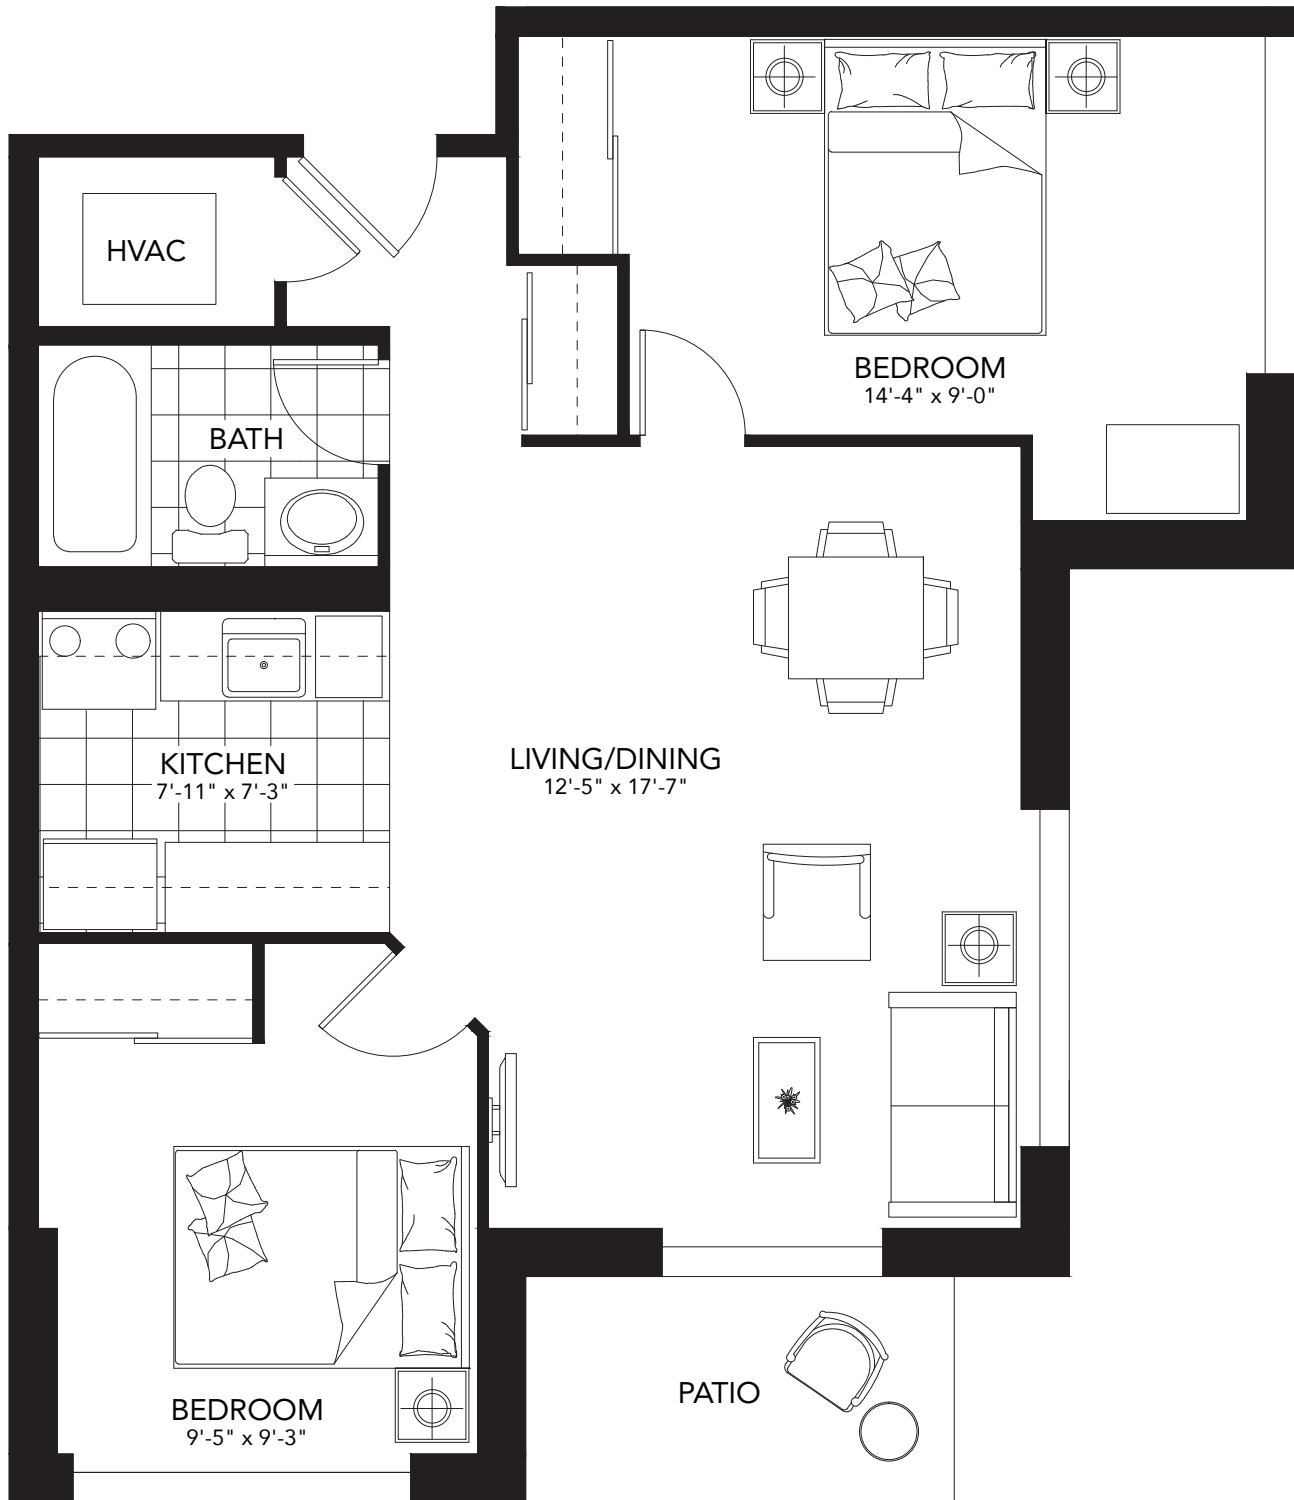 HVAC
BEDROOM
14'-4" x 9'-0"
BATH
KITCHEN
7'-11" x 7'-3"
LIVING/DINING
12'-5" x 17'-7"
BEDROOM
9'-5" x 9'-3"
PATIO